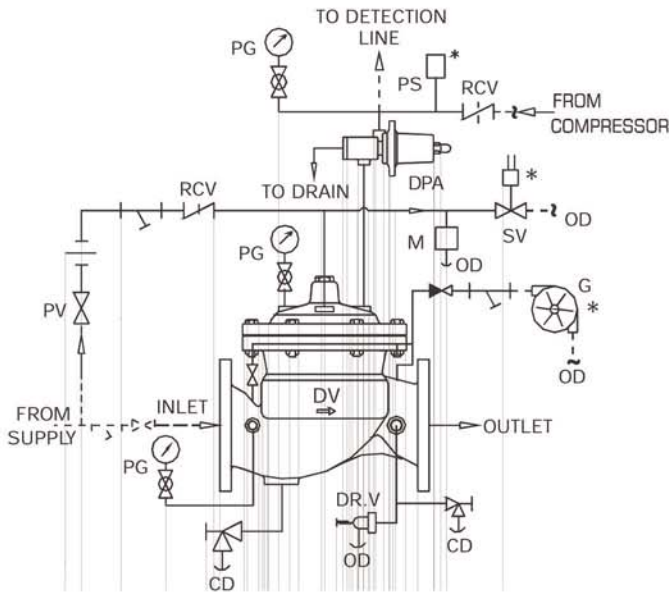 TO DETECTION
LINE
PG
PS
*
RCV
FROM
COMPRESSOR
TO DRAIN
DPA
RCV
*
PG
M
OD
SV
OD
PV
G
*
OD
DV
FROM
SUPPLY
INLET
OUTLET
PG
DR.V
OD
CD
CD